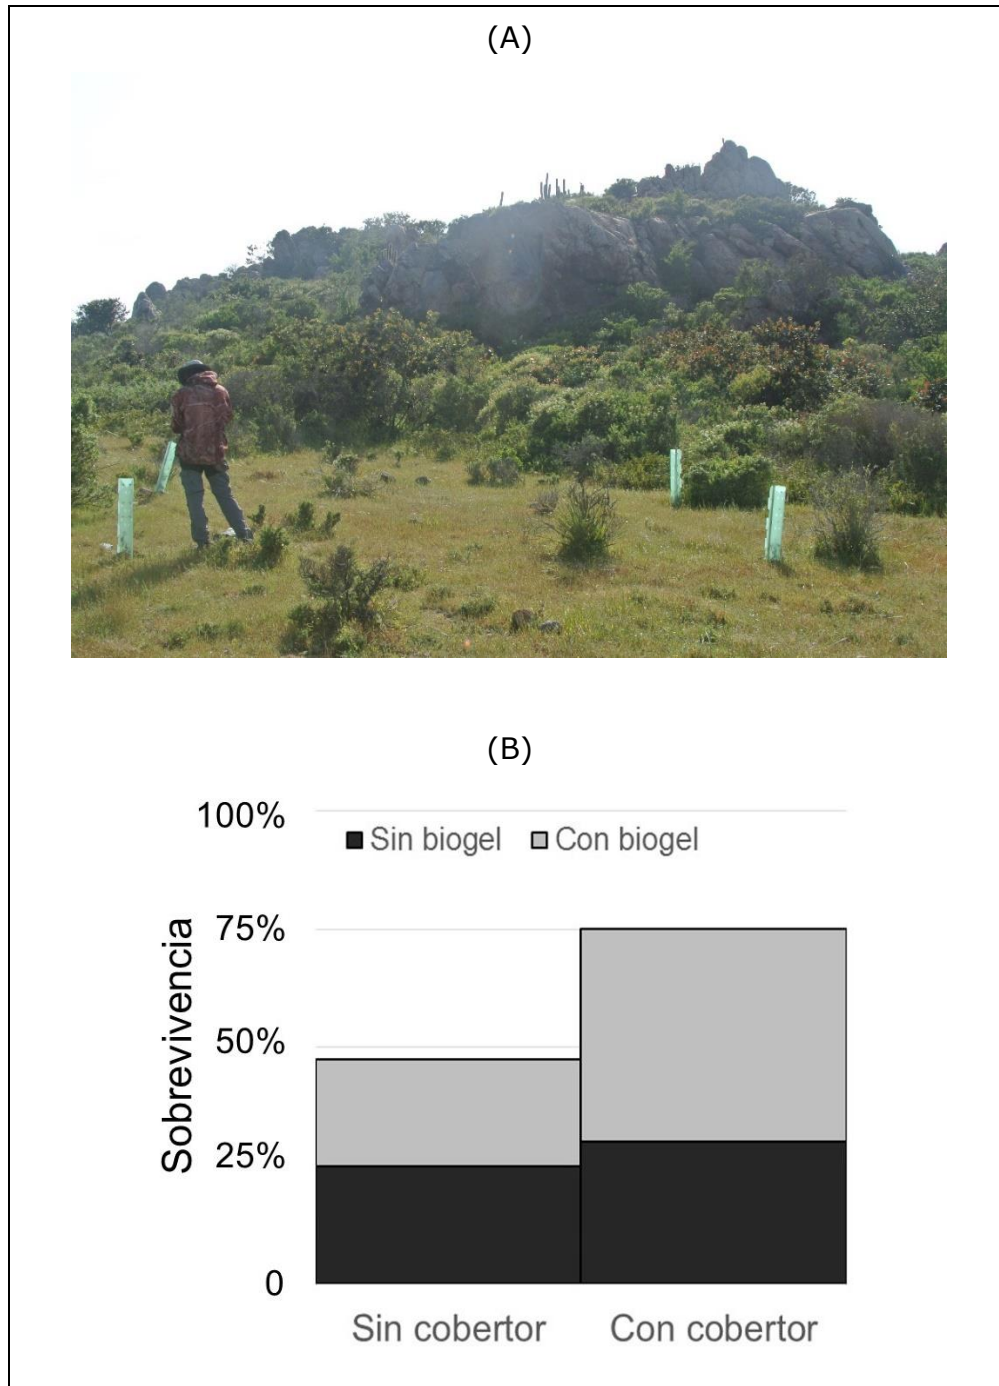 (A)
(B)
100%
Sin biogel Con biogel
75%
50%
25%
0
Sobrevivencia
Sin cobertor Con cobertor